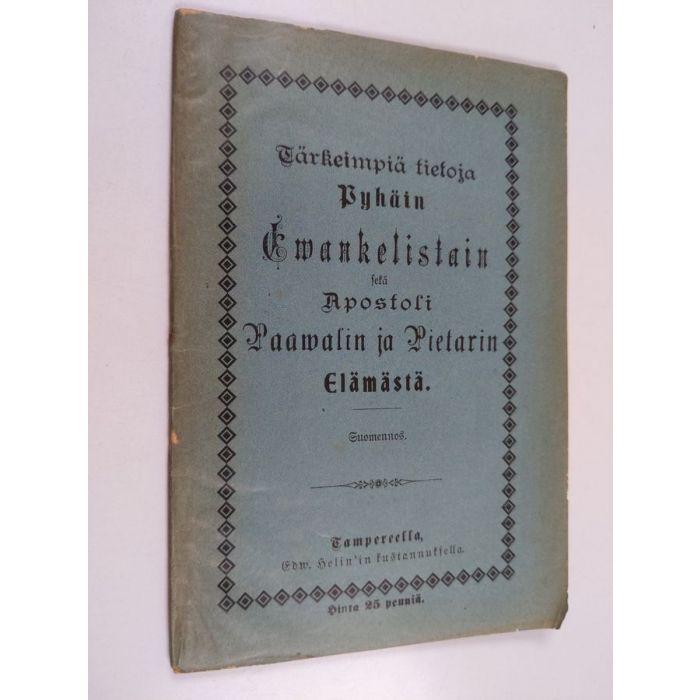 Tärkeimpiä tietoja
Pyhäin
Ewankelistain
sekä
Apostoli
Paawalin ja Pietarin
Elämästä.
Suomennos.
Tampereella,
Edw. Helin'in kustannuksella.
Hinta 25 penniä.